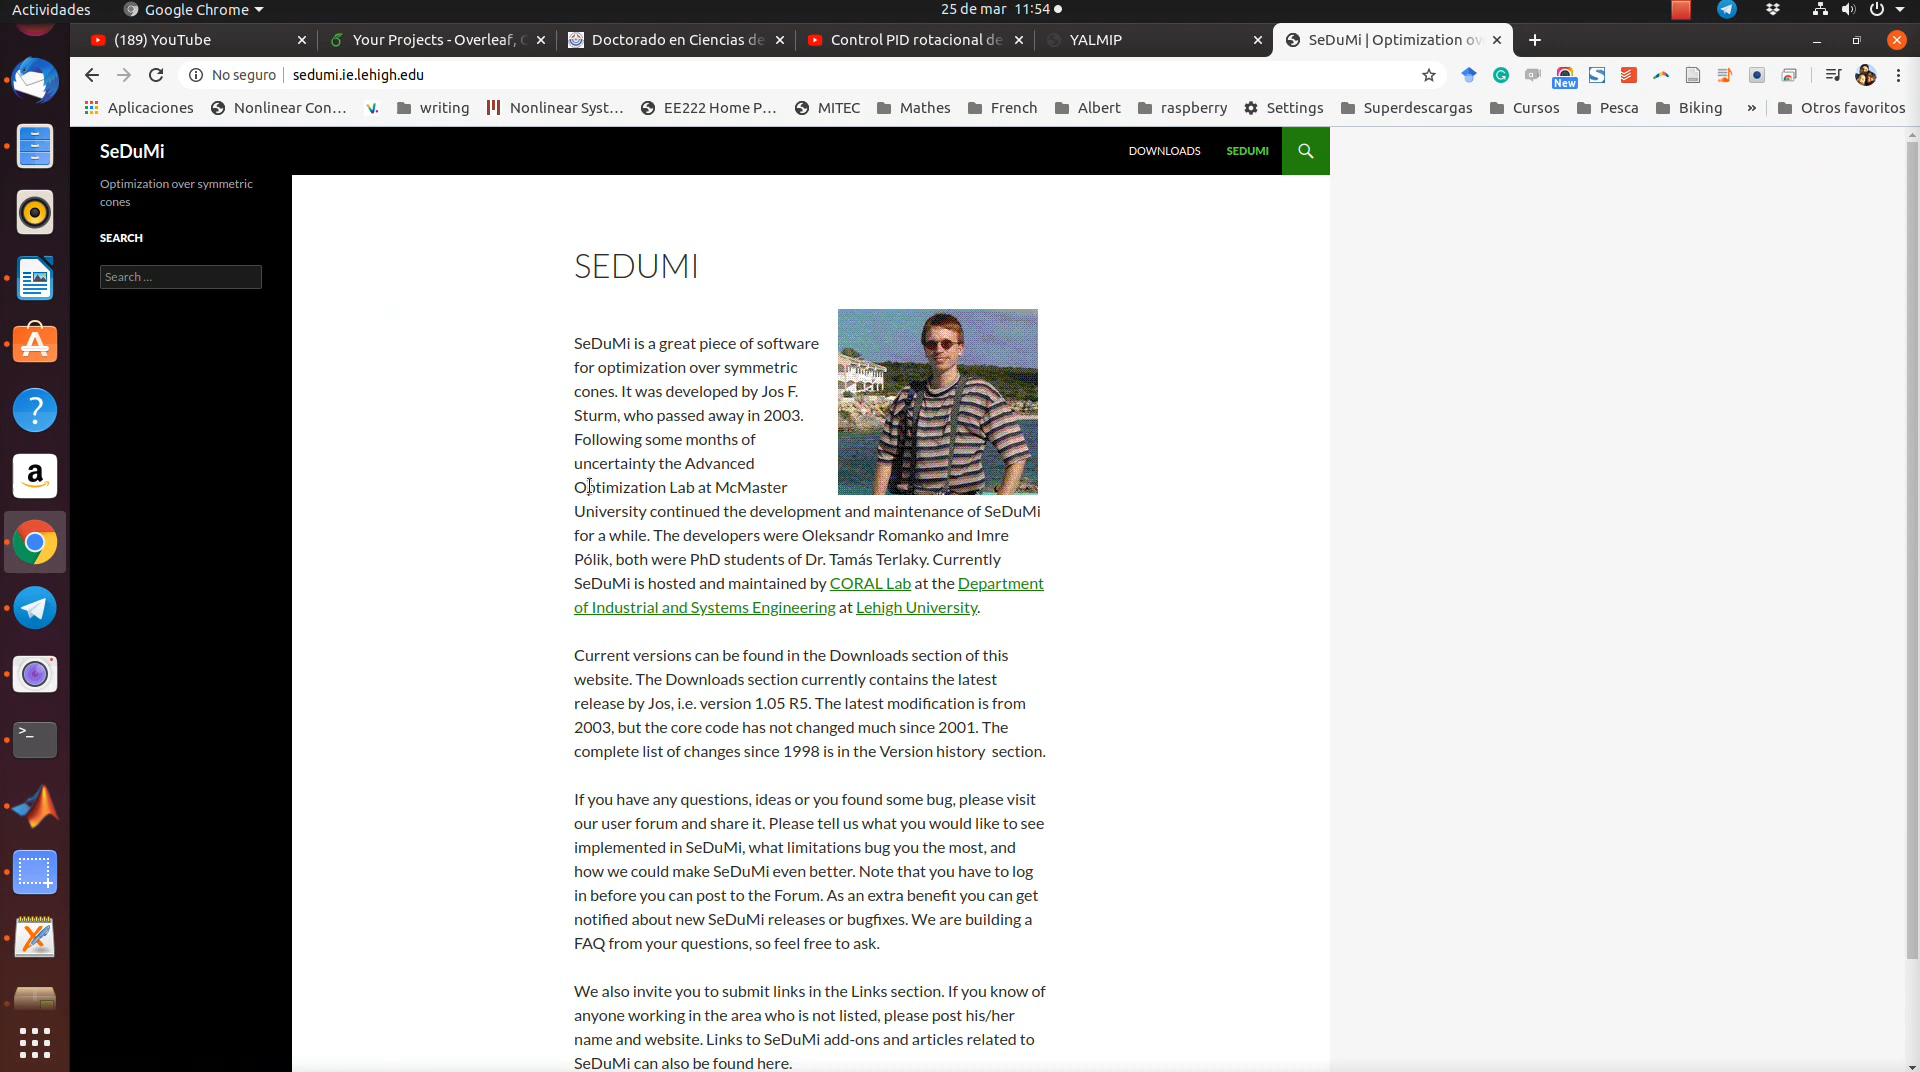 Actividades
Google Chrome
25 de mar 11:54
(189) YouTube
Your Projects - Overleaf,
Doctorado en Ciencias de
Control PID rotacional de
YALMIP
SeDuMi | Optimization ov
No seguro
sedumi.ie.lehigh.edu
New
Aplicaciones
Nonlinear Con...
writing
Nonlinear Syst...
EE222 Home P...
MITEC
Mathes
French
Albert
raspberry
Settings
Superdescargas
Cursos
Pesca
Biking
»
Otros favoritos
SeDuMi
DOWNLOADS
SEDUMI
Optimization over symmetric
cones
SEARCH
Search ...
SEDUMI
SeDuMi is a great piece of software
for optimization over symmetric
cones. It was developed by Jos F.
Sturm, who passed away in 2003.
Following some months of
uncertainty the Advanced
Optimization Lab at McMaster
University continued the development and maintenance of SeDuMi
for a while. The developers were Oleksandr Romanko and Imre
Pólik, both were PhD students of Dr. Tamás Terlaky. Currently
SeDuMi is hosted and maintained by CORAL Lab at the Department
of Industrial and Systems Engineering at Lehigh University.
Current versions can be found in the Downloads section of this
website. The Downloads section currently contains the latest
release by Jos, i.e. version 1.05 R5. The latest modification is from
2003, but the core code has not changed much since 2001. The
complete list of changes since 1998 is in the Version history section.
If you have any questions, ideas or you found some bug, please visit
our user forum and share it. Please tell us what you would like to see
implemented in SeDuMi, what limitations bug you the most, and
how we could make SeDuMi even better. Note that you have to log
in before you can post to the Forum. As an extra benefit you can get
notified about new SeDuMi releases or bugfixes. We are building a
FAQ from your questions, so feel free to ask.
We also invite you to submit links in the Links section. If you know of
anyone working in the area who is not listed, please post his/her
name and website. Links to SeDuMi add-ons and articles related to
SeDuMi can also be found here.